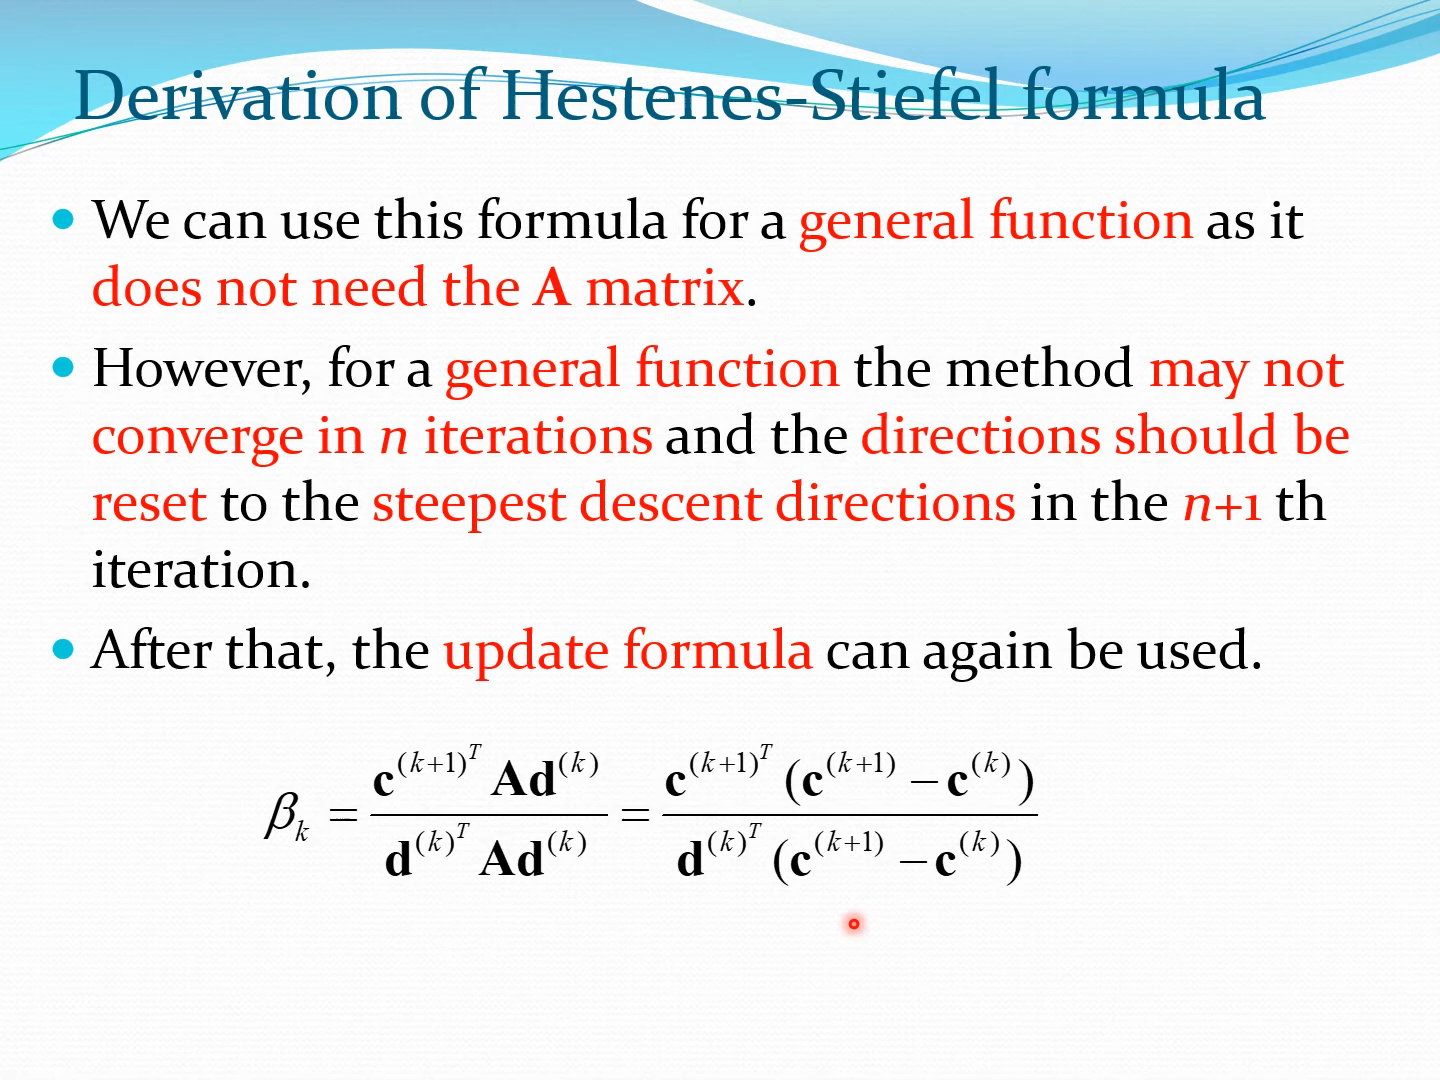 Derivation of Hestenes-Stiefel formula
• We can use this formula for a general function as it
does not need the A matrix.
• However, for a general function the method may not
converge in n iterations and the directions should be
reset to the steepest descent directions in the n+1 th
iteration.
• After that, the update formula can again be used.
β_k = c^{(k+1)^T} A d^{(k)} / d^{(k)^T} A d^{(k)} = c^{(k+1)^T} (c^{(k+1)} − c^{(k)}) / d^{(k)^T} (c^{(k+1)} − c^{(k)})